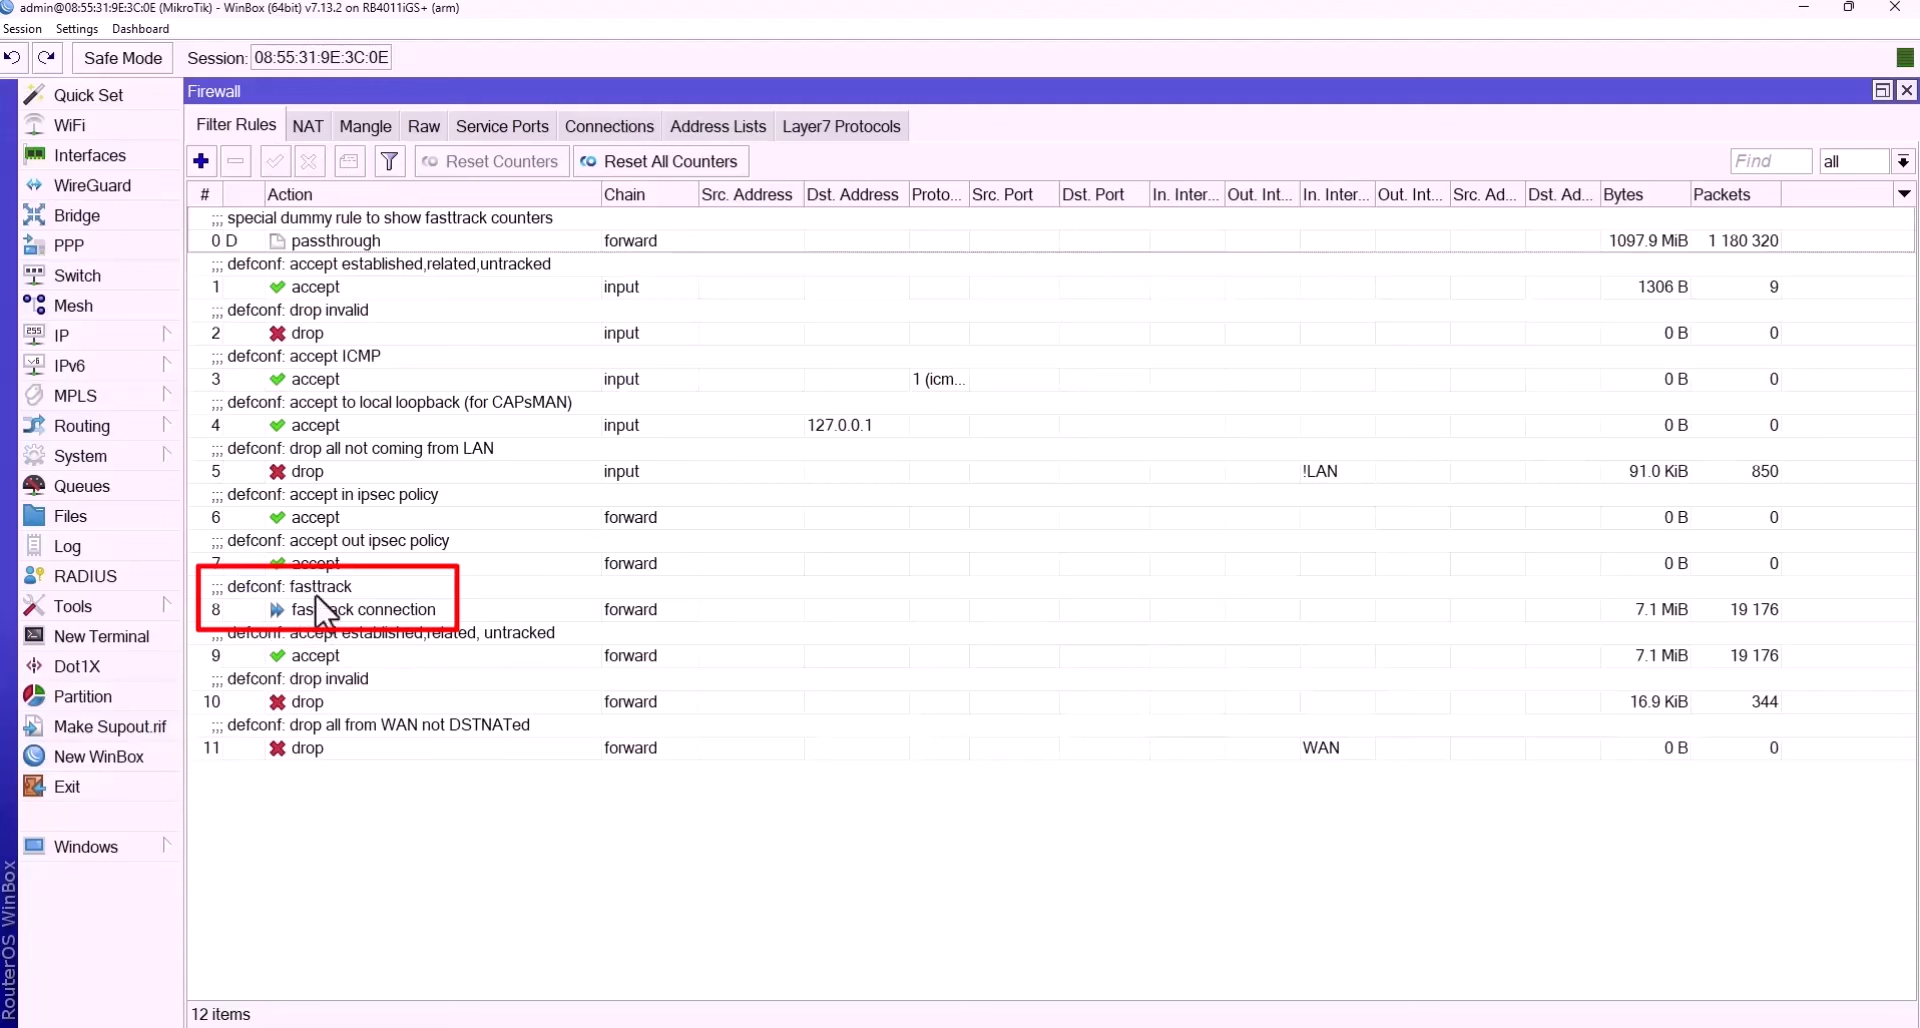 admin@08:55:31:9E:3C:0E (MikroTik) - WinBox (64bit) v7.13.2 on RB4011iGS+ (arm)
Session Settings Dashboard
Safe Mode Session: 08:55:31:9E:3C:0E
Quick Set
WiFi
Interfaces
WireGuard
Bridge
PPP
Switch
Mesh
IP
IPv6
MPLS
Routing
System
Queues
Files
Log
RADIUS
Tools
New Terminal
Dot1X
Partition
Make Supout.rif
New WinBox
Exit
Windows
RouterOS WinBox
Firewall
Filter Rules NAT Mangle Raw Service Ports Connections Address Lists Layer7 Protocols
Reset Counters Reset All Counters Find all
# Action Chain Src. Address Dst. Address Proto... Src. Port Dst. Port In. Inter... Out. Int... In. Inter... Out. Int... Src. Ad... Dst. Ad... Bytes Packets
;;; special dummy rule to show fasttrack counters
0 D passthrough forward 1097.9 MiB 1 180 320
;;; defconf: accept established,related,untracked
1 accept input 1306 B 9
;;; defconf: drop invalid
2 drop input 0 B 0
;;; defconf: accept ICMP
3 accept input 1 (icm... 0 B 0
;;; defconf: accept to local loopback (for CAPsMAN)
4 accept input 127.0.0.1 0 B 0
;;; defconf: drop all not coming from LAN
5 drop input !LAN 91.0 KiB 850
;;; defconf: accept in ipsec policy
6 accept forward 0 B 0
;;; defconf: accept out ipsec policy
7 accept forward 0 B 0
;;; defconf: fasttrack
8 fasttrack connection forward 7.1 MiB 19 176
;;; defconf: accept established,related, untracked
9 accept forward 7.1 MiB 19 176
;;; defconf: drop invalid
10 drop forward 16.9 KiB 344
;;; defconf: drop all from WAN not DSTNATed
11 drop forward WAN 0 B 0
12 items